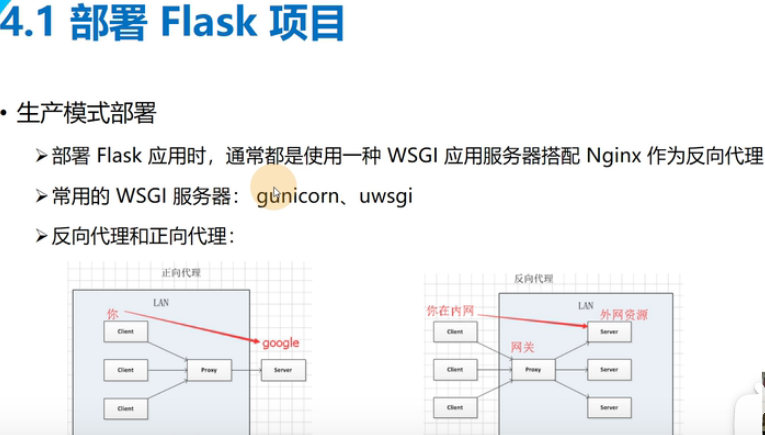 4.1 部署 Flask 项目
• 生产模式部署
➢部署 Flask 应用时，通常都是使用一种 WSGI 应用服务器搭配 Nginx 作为反向代理
➢常用的 WSGI 服务器： gunicorn、uwsgi
➢反向代理和正向代理：
正向代理
LAN
你
Client
google
Client
Proxy
Server
Client
反向代理
LAN
你在内网
外网资源
Client
Server
网关
Client
Proxy
Server
Client
Server